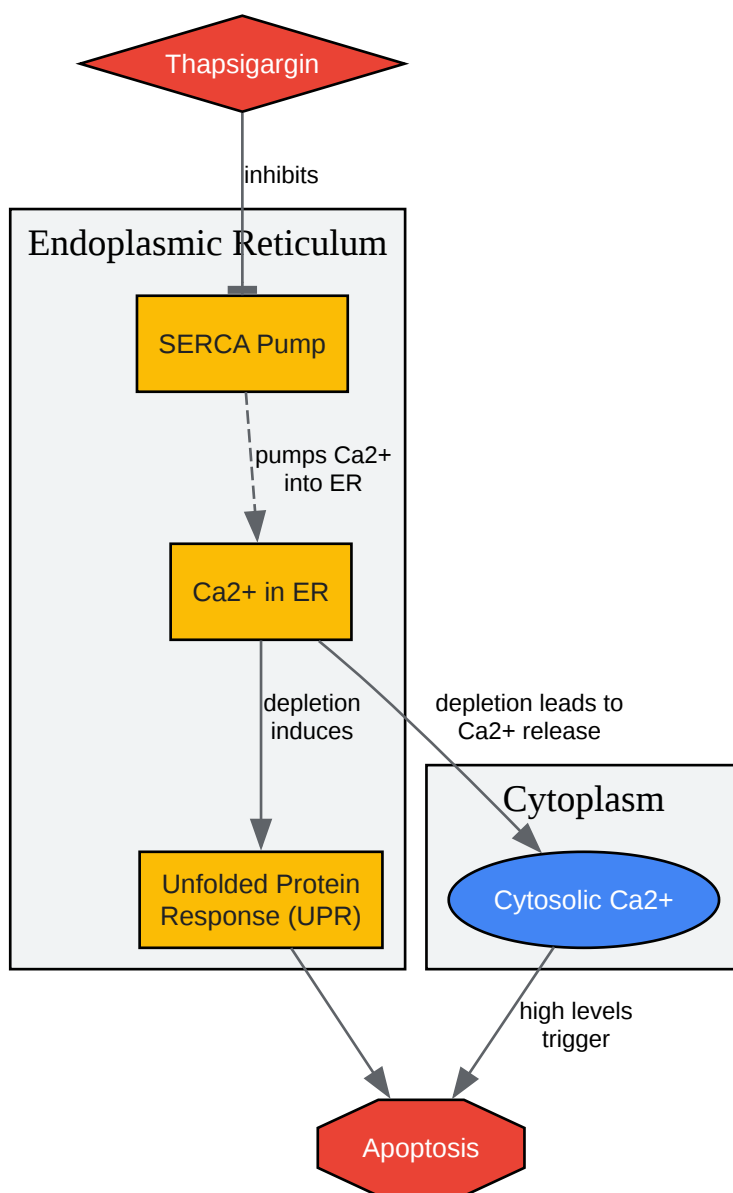 Thapsigargin
inhibits
Endoplasmic Reticulum
SERCA Pump
pumps Ca2+
into ER
Ca2+ in ER
depletion
induces
depletion leads to
Ca2+ release
Cytoplasm
Unfolded Protein
Response (UPR)
Cytosolic Ca2+
high levels
trigger
Apoptosis